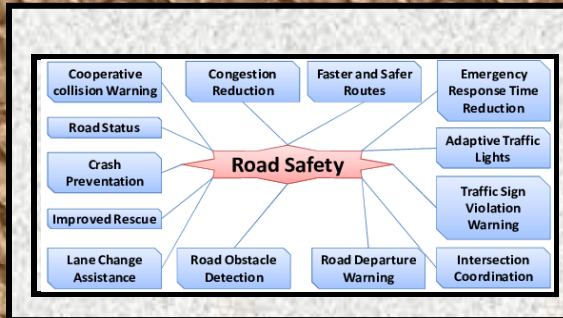 Cooperative
collision Warning
Congestion
Reduction
Faster and Safer
Routes
Emergency
Response Time
Reduction
Road Status
Adaptive Traffic
Lights
Crash
Preventation
Road Safety
Traffic Sign
Violation
Warning
Improved Rescue
Lane Change
Assistance
Road Obstacle
Detection
Road Departure
Warning
Intersection
Coordination